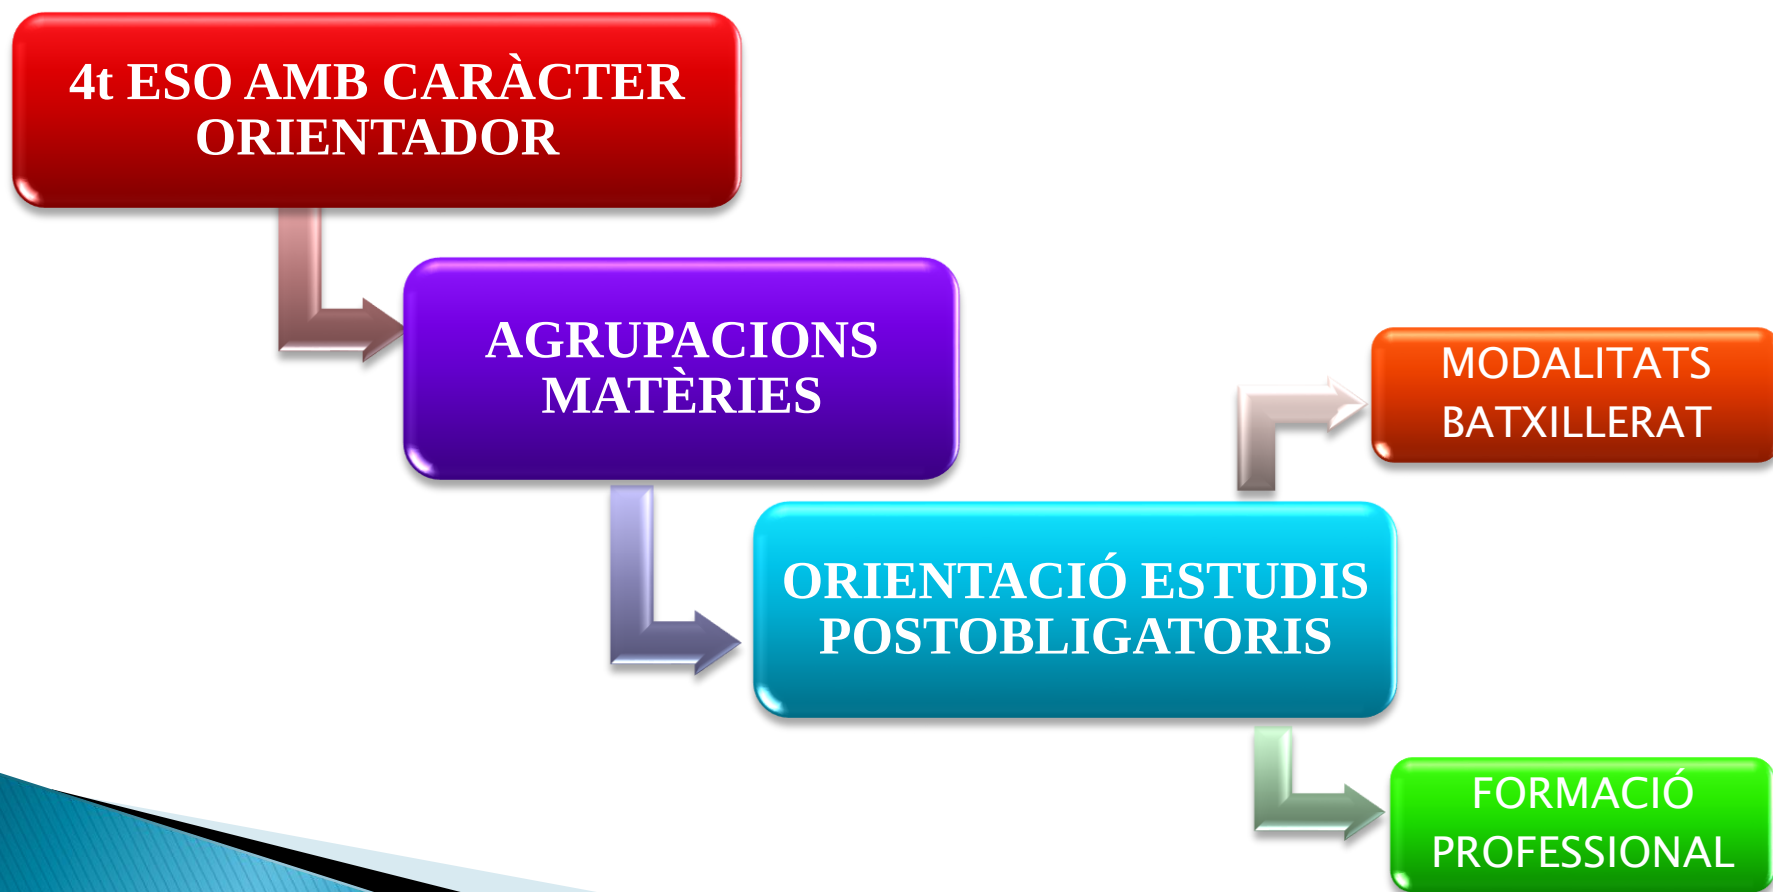 4t ESO AMB CARÀCTER
ORIENTADOR
AGRUPACIONS
MATÈRIES
MODALITATS
BATXILLERAT
ORIENTACIÓ ESTUDIS
POSTOBLIGATORIS
FORMACIÓ
PROFESSIONAL